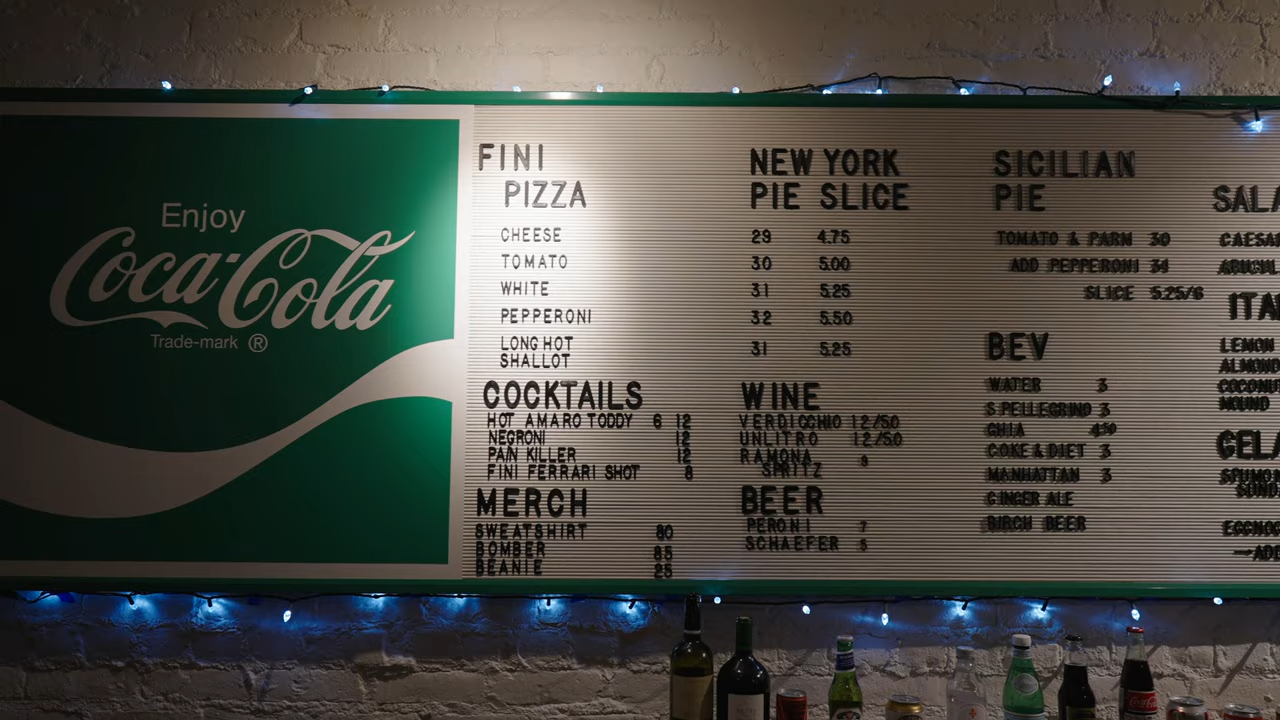 Enjoy
Coca-Cola
Trade-mark ®
FINI
PIZZA
NEW YORK
PIE SLICE
CHEESE 29 4.75
TOMATO 30 5.00
WHITE 31 5.25
PEPPERONI 32 5.50
LONG HOT
SHALLOT 31 5.25
COCKTAILS
HOT AMARO TODDY 6 12
NEGRONI 12
PAIN KILLER 12
FINI FERRARI SHOT 8
MERCH
SWEATSHIRT 80
BOMBER 85
BEANIE 25
WINE
VERDICCHIO 12/50
UNLITRO 12/50
RAMONA 9
SPRITZ
BEER
PERONI 7
SCHAEFER 5
SICILIAN
PIE
TOMATO & PARM 30
ADD PEPPERONI 34
SLICE 5.25/6
BEV
WATER 3
S.PELLEGRINO 3
CHIA 4.50
COKE & DIET 3
MANHATTAN 3
GINGER ALE
BIRCH BEER
SALA
CAESA
ITA
LEMON
ALMOND
COCONU
MOUND
GELA
SPUMON
EGGNOG
→ADD
Coca-Cola